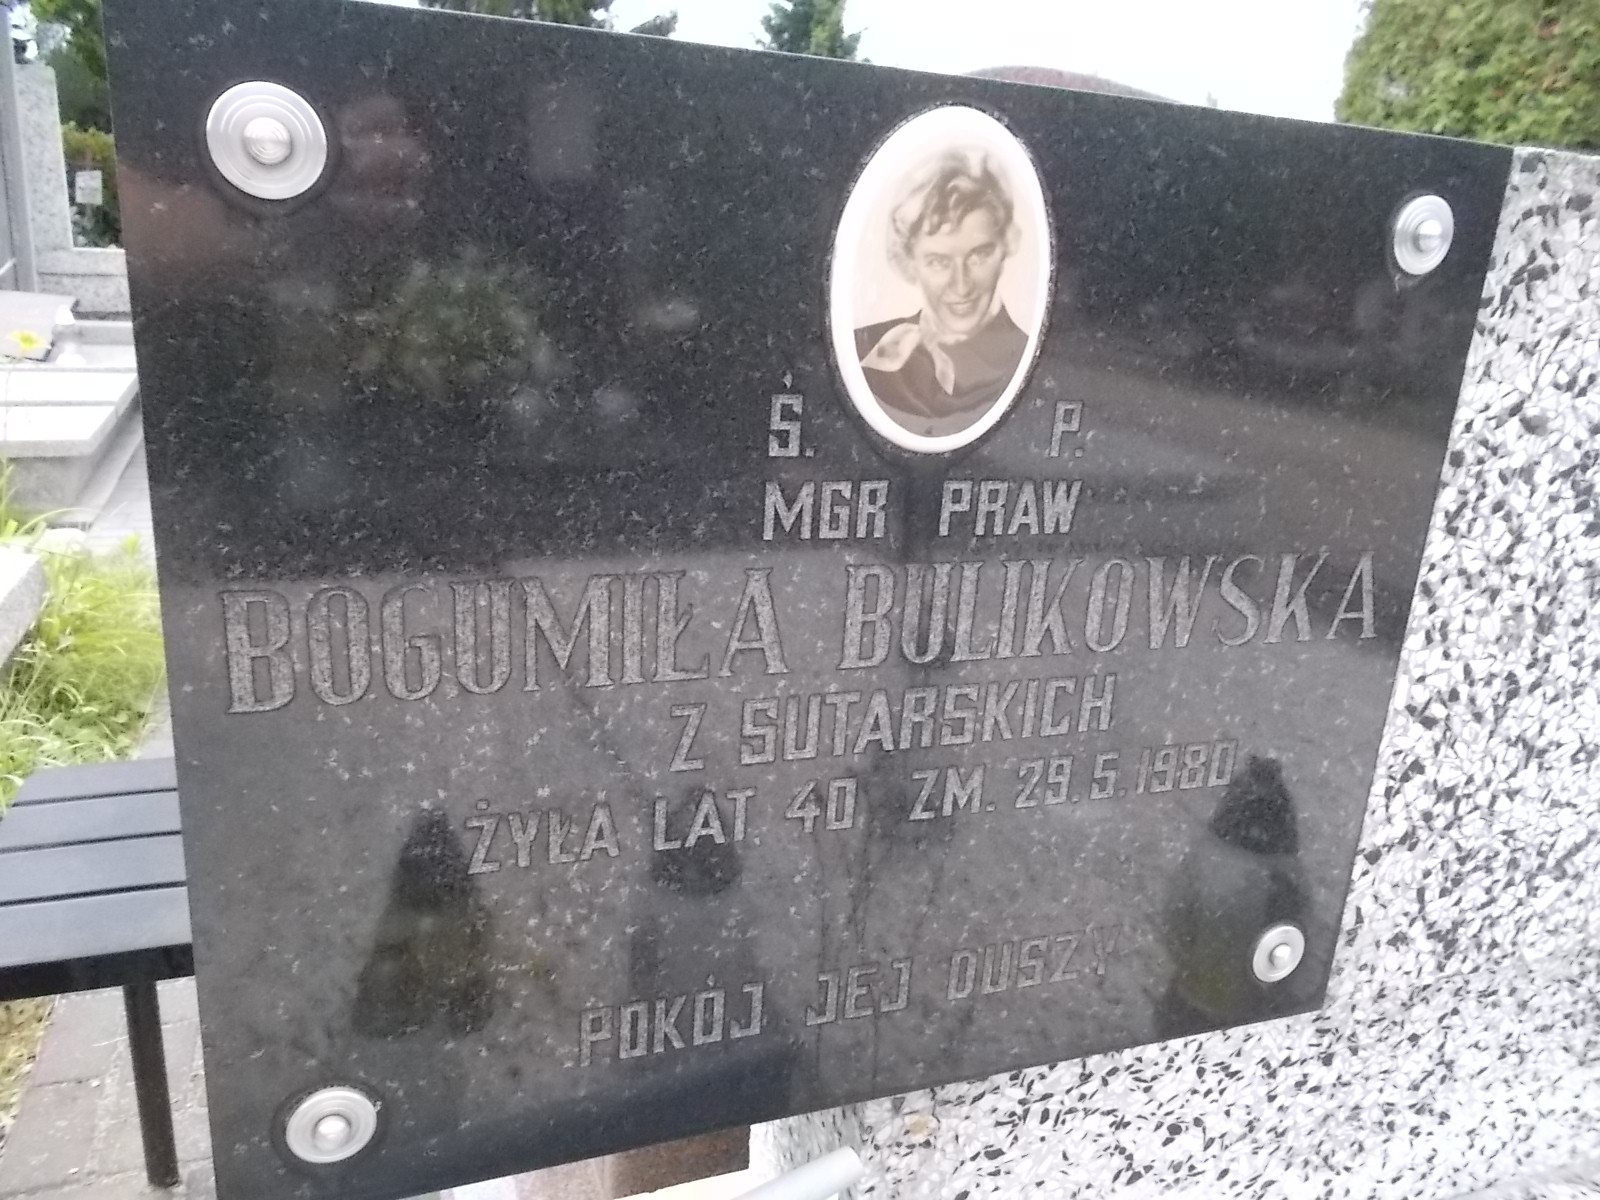 Ś. P.
MGR PRAW
BOGUMIŁA BULIKOWSKA
Z SUTARSKICH
ŻYŁA LAT 40 ZM. 29.5.1980
POKÓJ JEJ DUSZY